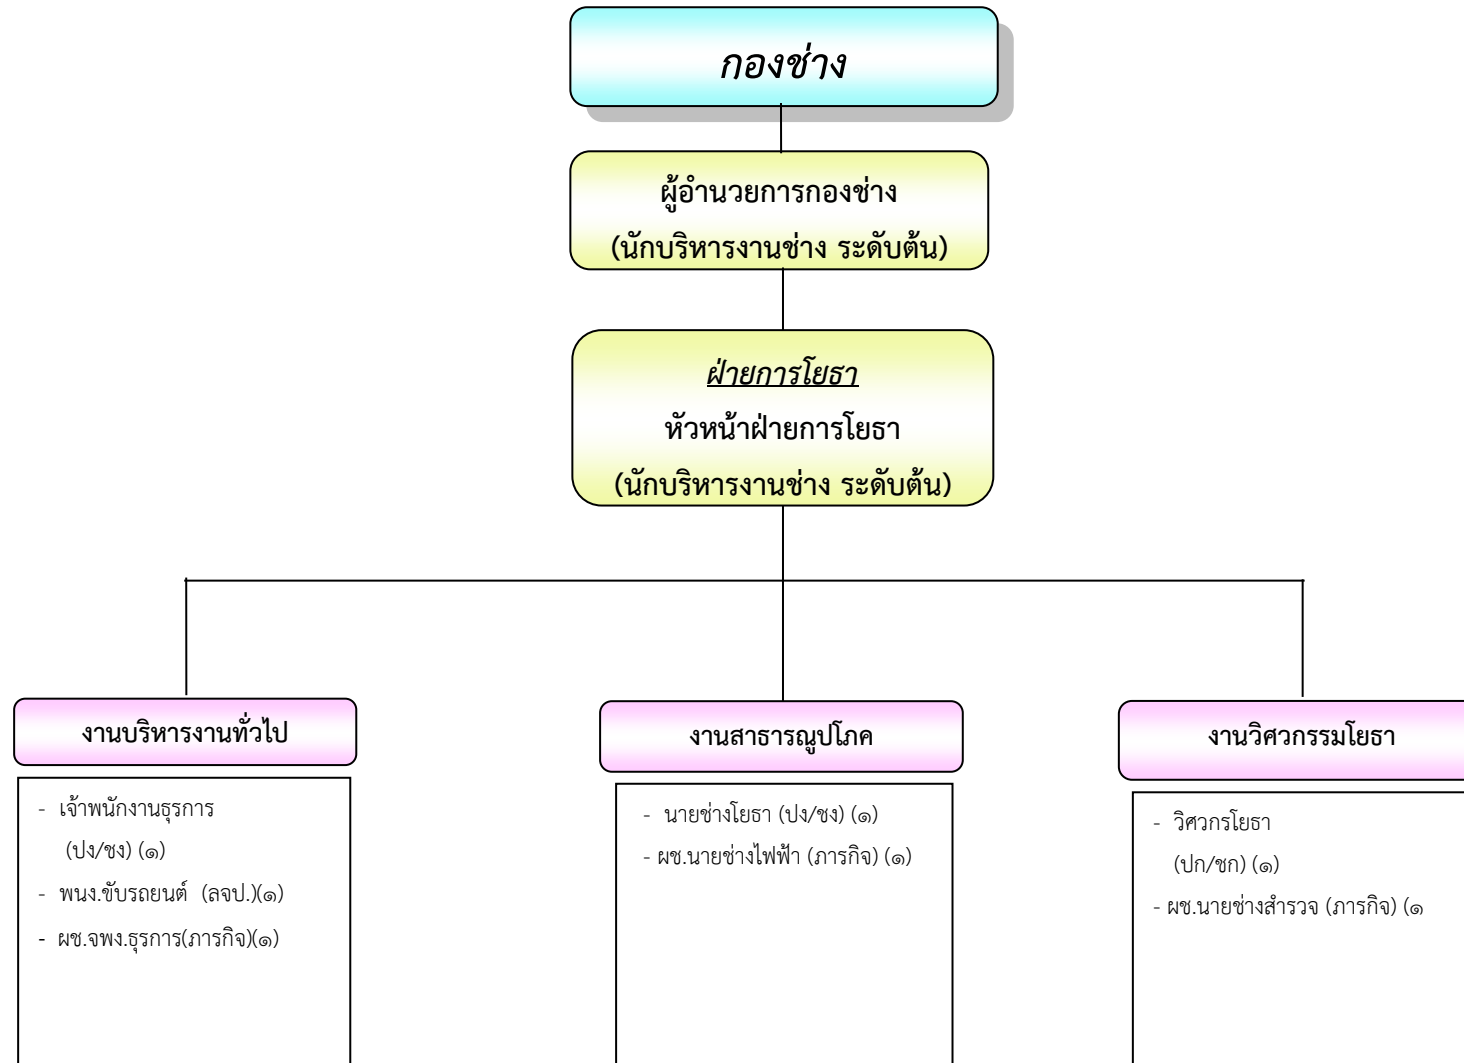 กองช่าง
ผู้อำนวยการกองช่าง
(นักบริหารงานช่าง ระดับต้น)
ฝ่ายการโยธา
หัวหน้าฝ่ายการโยธา
(นักบริหารงานช่าง ระดับต้น)
งานบริหารงานทั่วไป
- เจ้าพนักงานธุรการ
(ปง/ชง) (๑)
- พนง.ขับรถยนต์ (ลจป.)(๑)
- ผช.จพง.ธุรการ(ภารกิจ)(๑)
งานสาธารณูปโภค
- นายช่างโยธา (ปง/ชง) (๑)
- ผช.นายช่างไฟฟ้า (ภารกิจ) (๑)
งานวิศวกรรมโยธา
- วิศวกรโยธา
(ปก/ชก) (๑)
- ผช.นายช่างสำรวจ (ภารกิจ) (๑